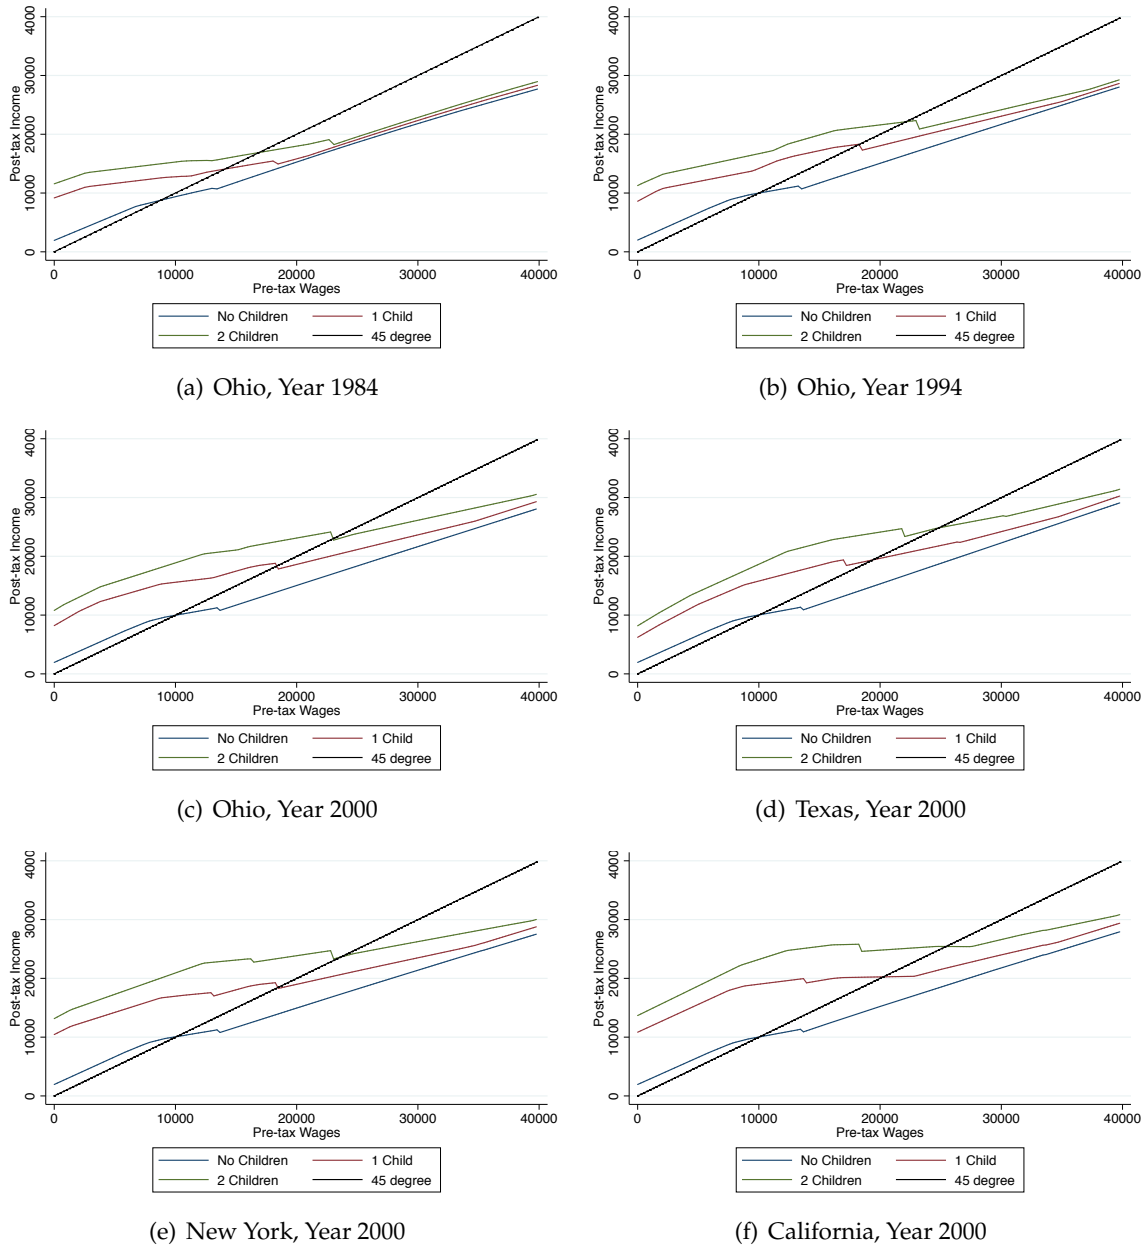 Post-tax Income
4000
30000
20000
10000
0
0 10000 20000 30000 40000
Pre-tax Wages
No Children 1 Child
2 Children 45 degree
(a) Ohio, Year 1984
Post-tax Income
4000
30000
20000
10000
0
0 10000 20000 30000 40000
Pre-tax Wages
No Children 1 Child
2 Children 45 degree
(b) Ohio, Year 1994
Post-tax Income
4000
30000
20000
10000
0
0 10000 20000 30000 40000
Pre-tax Wages
No Children 1 Child
2 Children 45 degree
(c) Ohio, Year 2000
Post-tax Income
4000
30000
20000
10000
0
0 10000 20000 30000 40000
Pre-tax Wages
No Children 1 Child
2 Children 45 degree
(d) Texas, Year 2000
Post-tax Income
4000
30000
20000
10000
0
0 10000 20000 30000 40000
Pre-tax Wages
No Children 1 Child
2 Children 45 degree
(e) New York, Year 2000
Post-tax Income
4000
30000
20000
10000
0
0 10000 20000 30000 40000
Pre-tax Wages
No Children 1 Child
2 Children 45 degree
(f) California, Year 2000